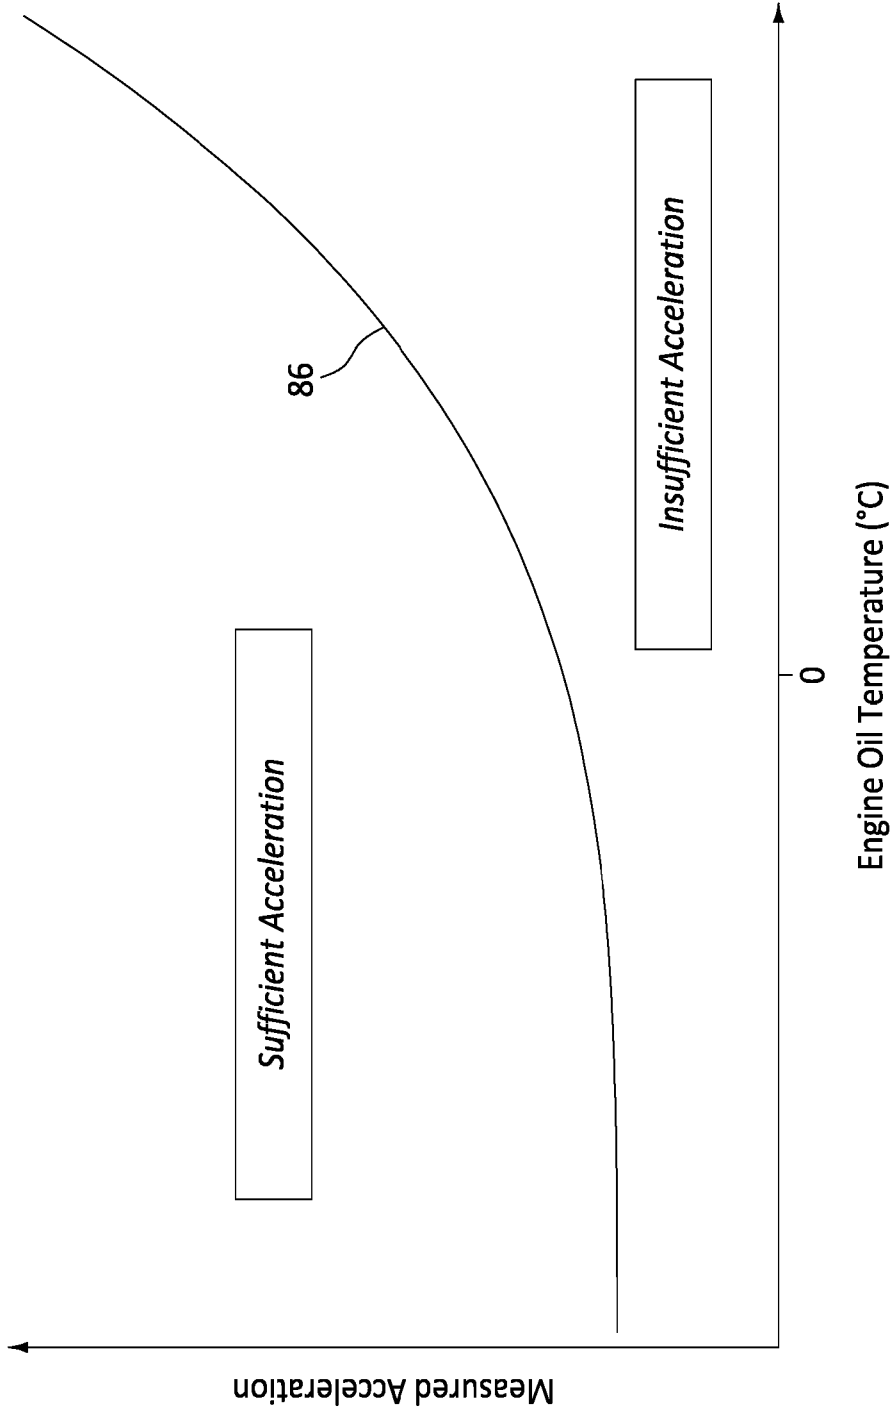 Measured Acceleration
Sufficient Acceleration
86
Insufficient Acceleration
0
Engine Oil Temperature (°C)